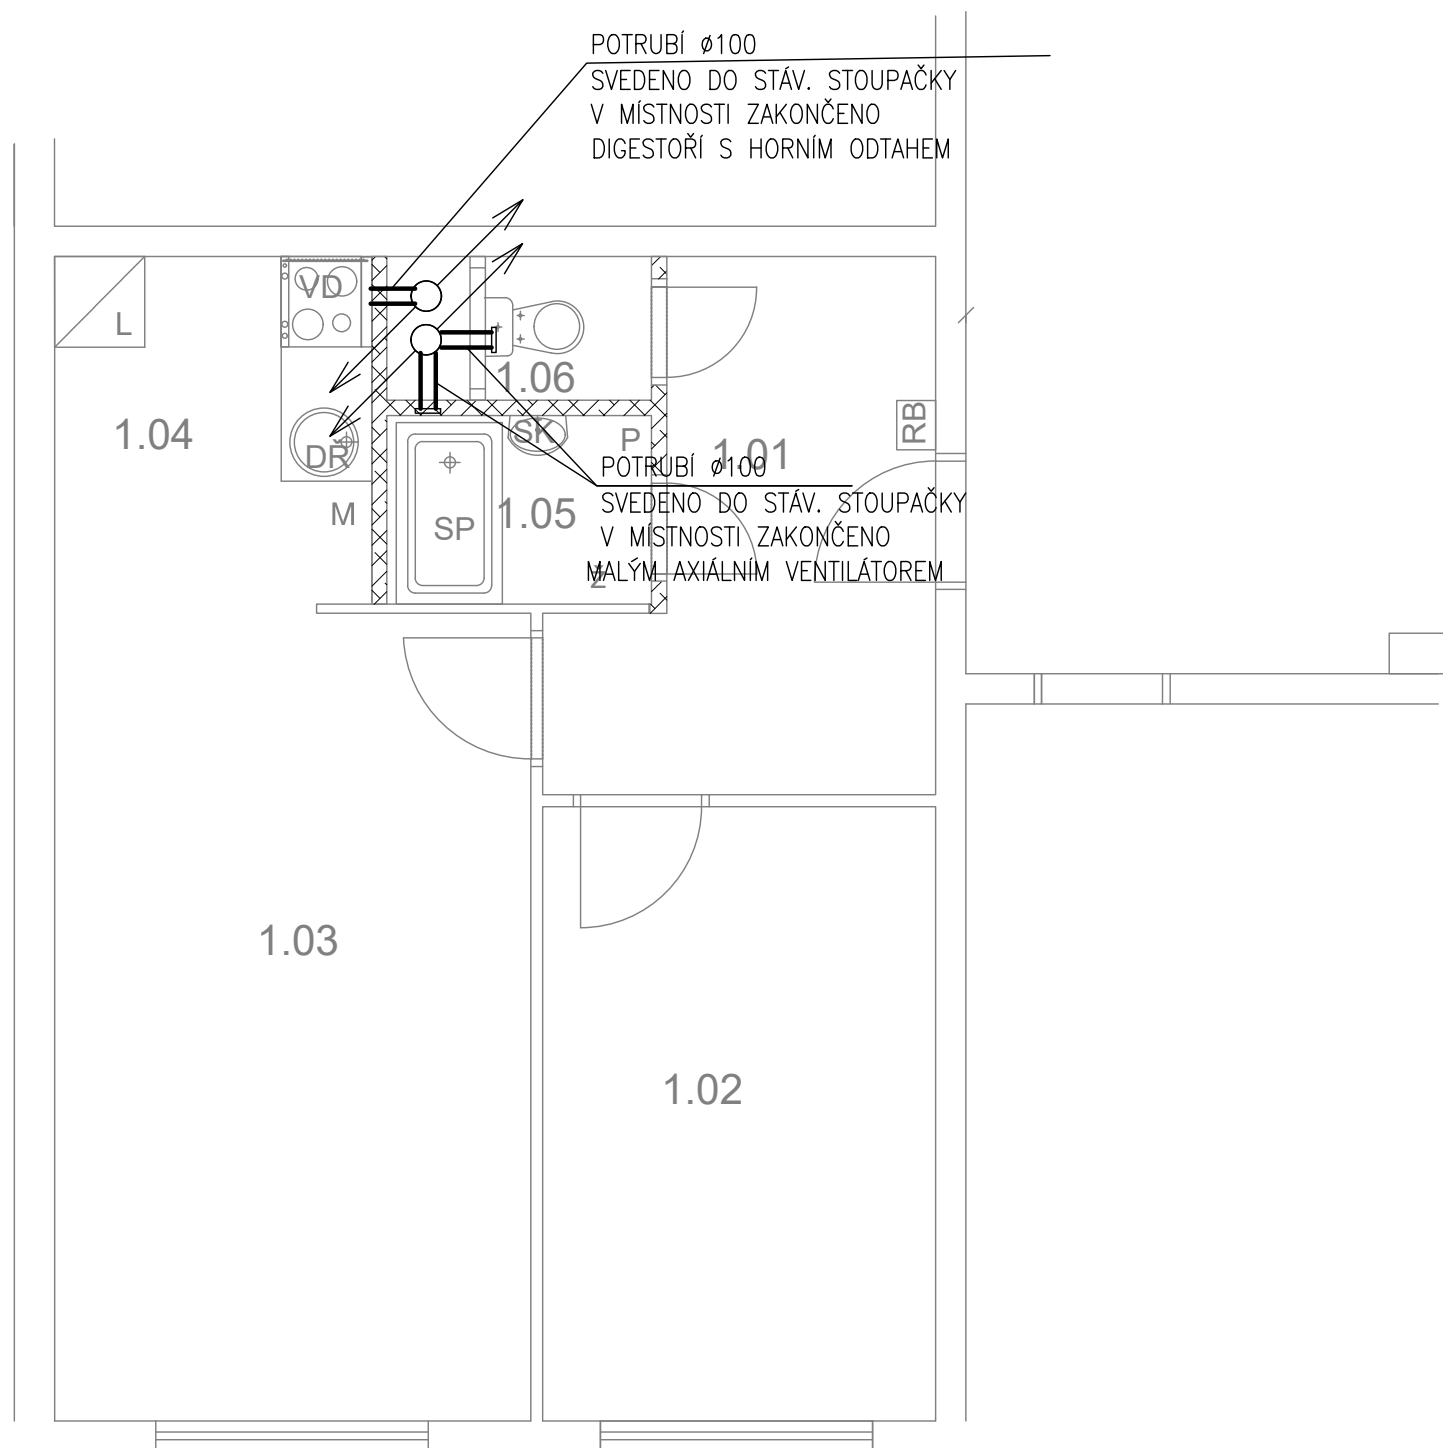 POTRUBÍ ø100
SVEDENO DO STÁV. STOUPAČKY
V MÍSTNOSTI ZAKONČENO
DIGESTOŘÍ S HORNÍM ODTAHEM
VD
L
1.06
1.04
DŘ
SK
P
1.01
RB
POTRUBÍ ø100
SVEDENO DO STÁV. STOUPAČKY
V MÍSTNOSTI ZAKONČENO
MALÝM AXIÁLNÍM VENTILÁTOREM
M
SP
1.05
Ž
1.03
1.02